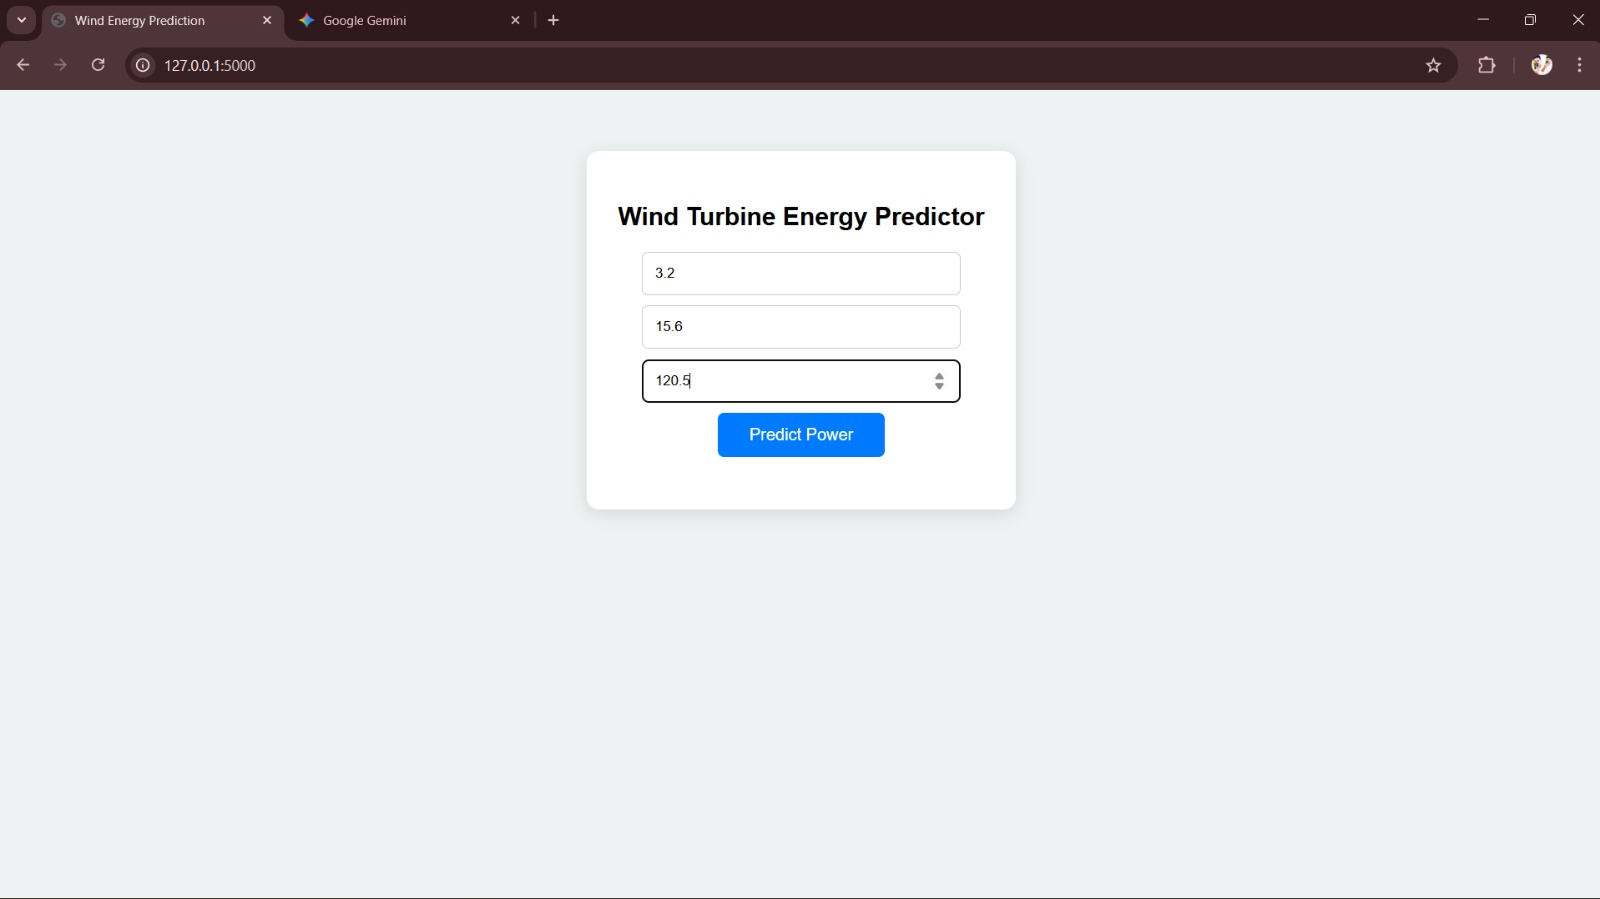 Wind Energy Prediction
Google Gemini
127.0.0.1:5000
Wind Turbine Energy Predictor
3.2
15.6
120.5
Predict Power